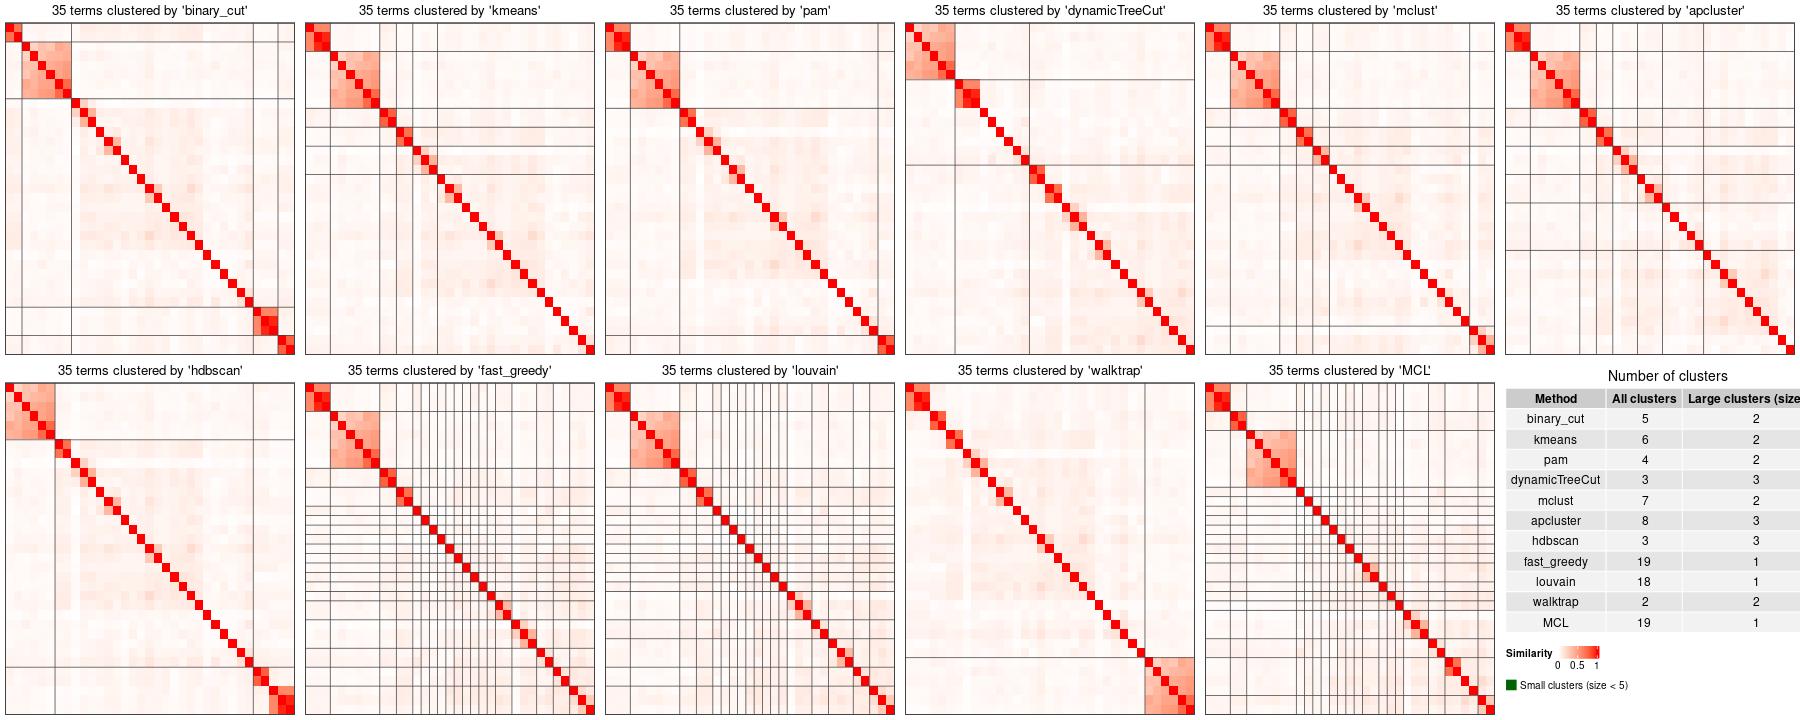 35 terms clustered by 'binary_cut'
35 terms clustered by 'kmeans'
35 terms clustered by 'pam'
35 terms clustered by 'dynamicTreeCut'
35 terms clustered by 'mclust'
35 terms clustered by 'apcluster'
35 terms clustered by 'hdbscan'
35 terms clustered by 'fast_greedy'
35 terms clustered by 'louvain'
35 terms clustered by 'walktrap'
35 terms clustered by 'MCL'
Number of clusters
Method All clusters Large clusters (size
binary_cut 5 2
kmeans 6 2
pam 4 2
dynamicTreeCut 3 3
mclust 7 2
apcluster 8 3
hdbscan 3 3
fast_greedy 19 1
louvain 18 1
walktrap 2 2
MCL 19 1
Similarity
0 0.5 1
Small clusters (size < 5)